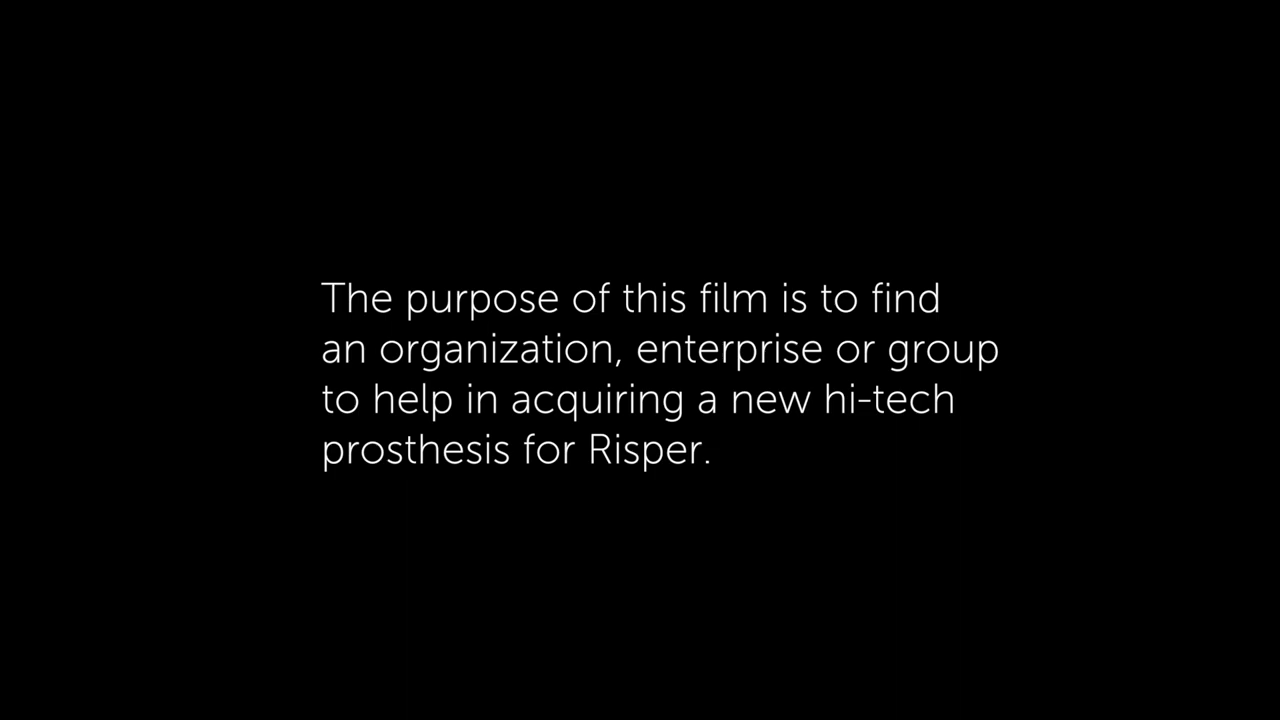 The purpose of this film is to find
an organization, enterprise or group
to help in acquiring a new hi-tech
prosthesis for Risper.